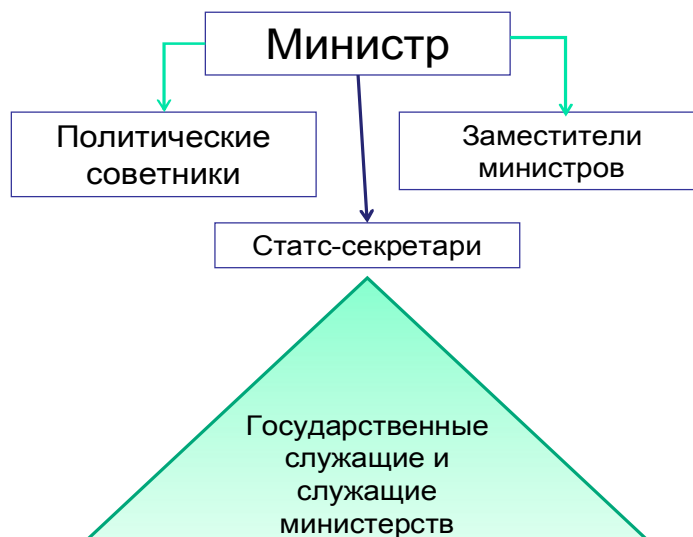 Министр
Политические
советники
Заместители
министров
Статс-секретари
Государственные
служащие и
служащие
министерств